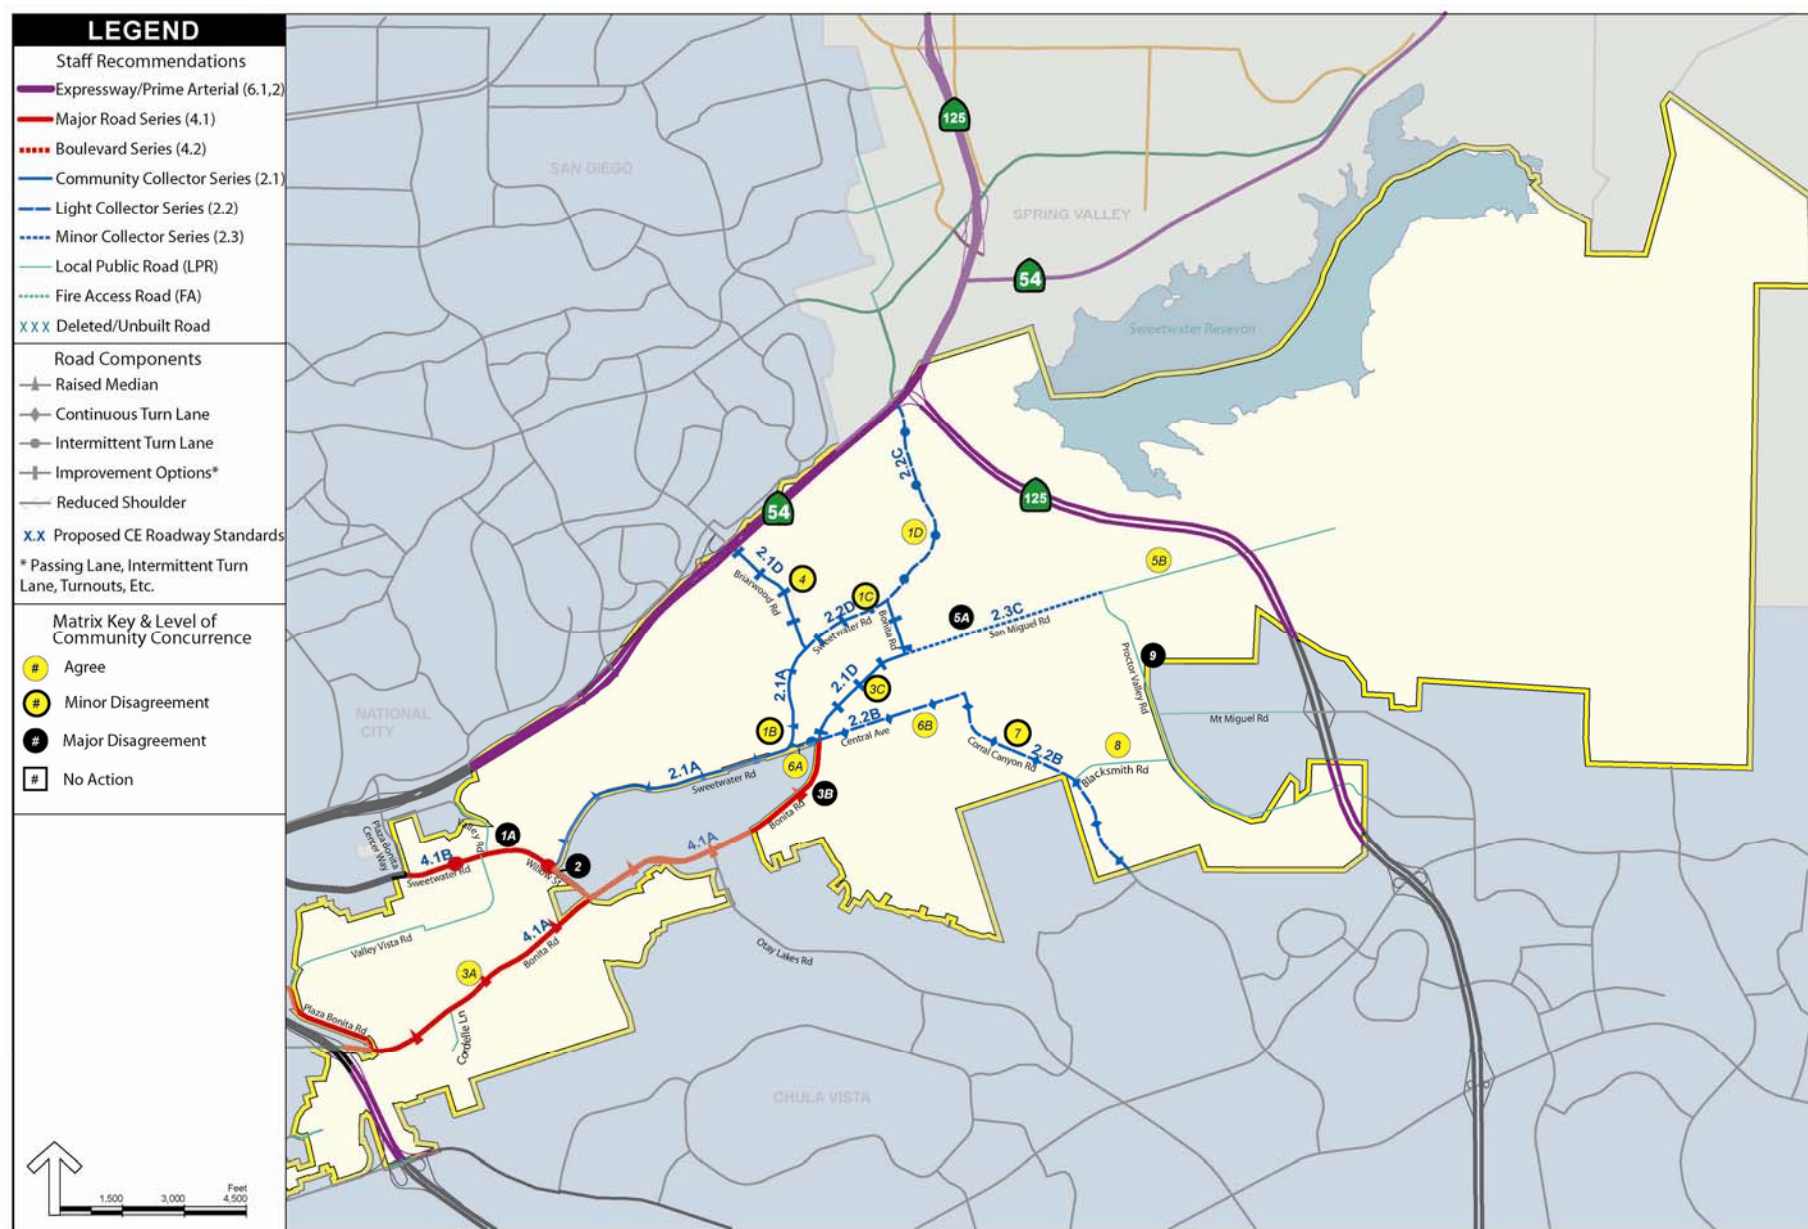 LEGEND
Staff Recommendations
Expressway/Prime Arterial (6.1,2)
Major Road Series (4.1)
Boulevard Series (4.2)
Community Collector Series (2.1)
Light Collector Series (2.2)
Minor Collector Series (2.3)
Local Public Road (LPR)
Fire Access Road (FA)
XXX Deleted/Unbuilt Road
Road Components
Raised Median
Continuous Turn Lane
Intermittent Turn Lane
Improvement Options*
Reduced Shoulder
X.X Proposed CE Roadway Standards
* Passing Lane, Intermittent Turn
Lane, Turnouts, Etc.
Matrix Key & Level of
Community Concurrence
# Agree
# Minor Disagreement
# Major Disagreement
# No Action
Feet
1,500 3,000 4,500
SAN DIEGO
125
SPRING VALLEY
54
Sweetwater Resevoir
2.2C
125
54
1D
5B
2.1D
4
Briarwood Rd
1C
2.2D
Sweetwater Rd
Bonita Rd
5A
2.3C
San Miguel Rd
9
Proctor Valley Rd
2.1A
2.1D
3C
NATIONAL
CITY
1B
2.2B
Central Ave
6B
7
Corral Canyon Rd
2.2B
8
Mt Miguel Rd
Blacksmith Rd
6A
2.1A
Sweetwater Rd
3B
Bonita Rd
Plaza Bonita
Center Way
Valley Rd
1A
4.1B
Sweetwater Rd
Willow St
2
4.1A
4.1A
Bonita Rd
Valley Vista Rd
Otay Lakes Rd
3A
Plaza Bonita Rd
Cordelle Ln
CHULA VISTA